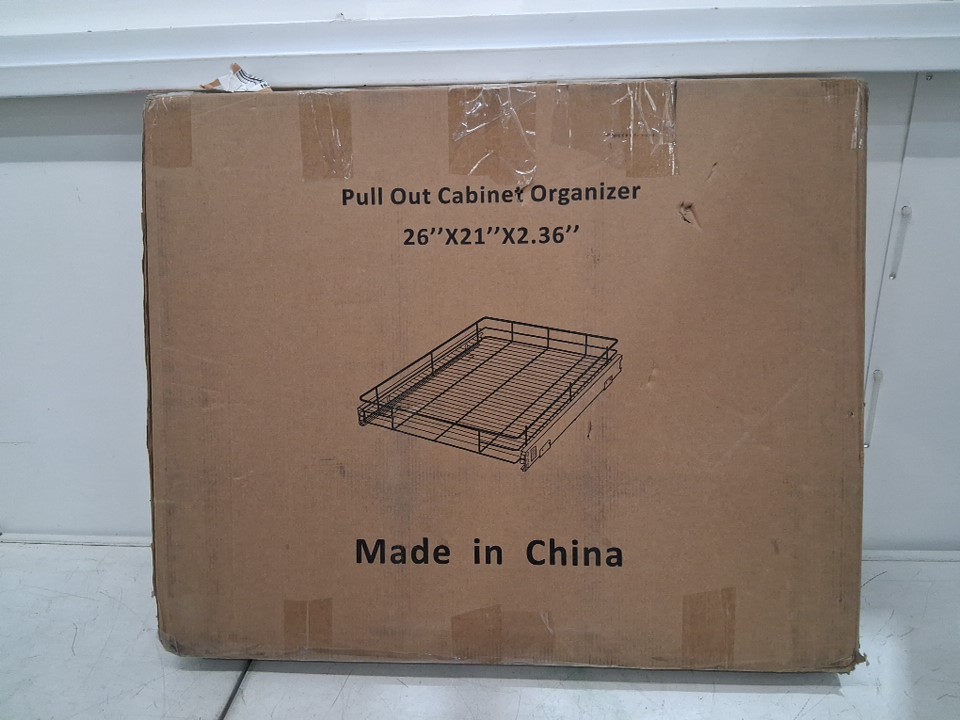 Pull Out Cabinet Organizer
26’’X21’’X2.36’’
Made in China